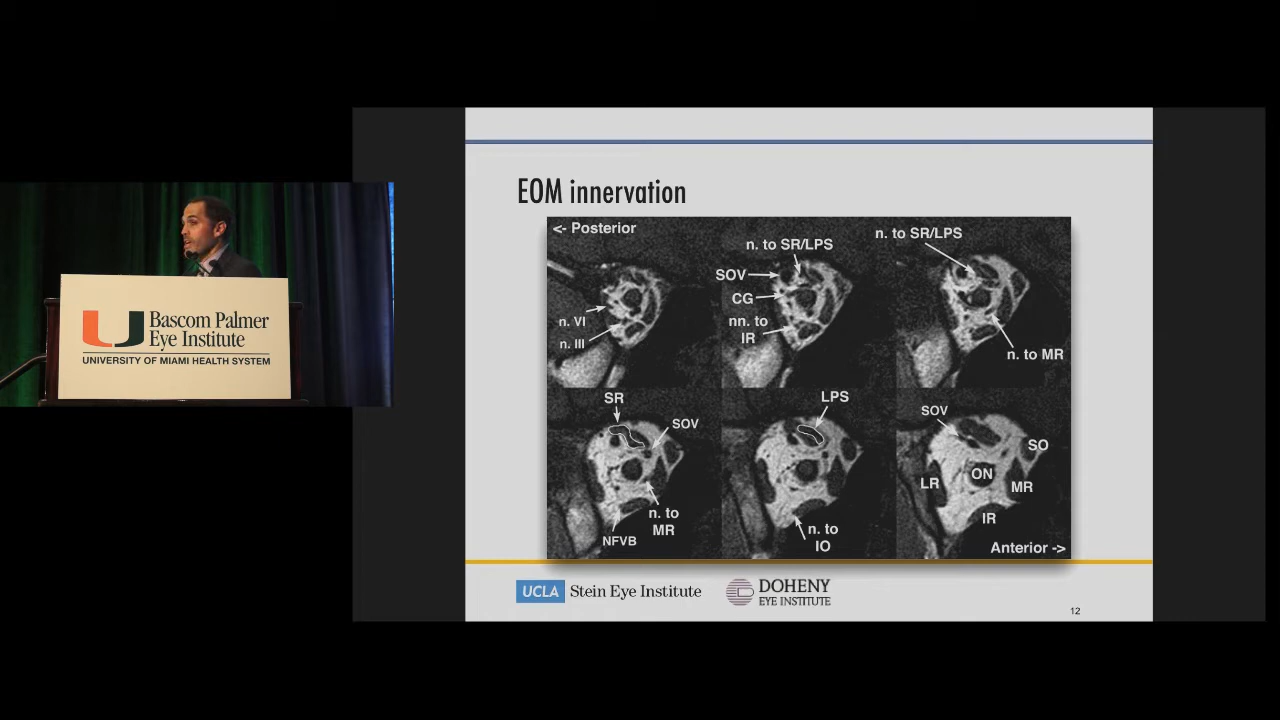 Bascom Palmer
Eye Institute
UNIVERSITY OF MIAMI HEALTH SYSTEM
EOM innervation
<- Posterior
n. VI
n. III
n. to SR/LPS
SOV
CG
nn. to
IR
n. to SR/LPS
n. to MR
SR
SOV
n. to
MR
NFVB
LPS
n. to
IO
SOV
SO
LR
ON
MR
IR
Anterior ->
UCLA Stein Eye Institute
DOHENY
EYE INSTITUTE
12